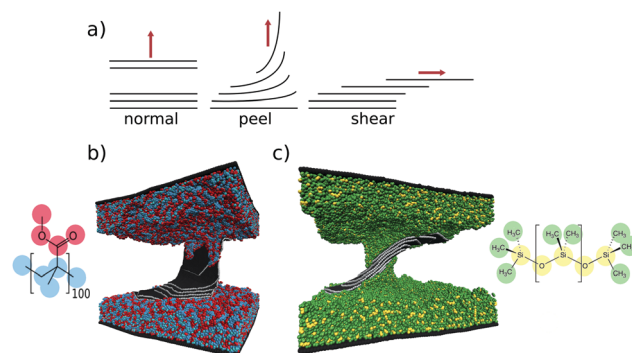 a)
normal peel shear
b) c)
O O
O
100
H₃C CH₃ CH₃
H₃C H₃C CH₃
Si Si Si
H₃C O O CH₃